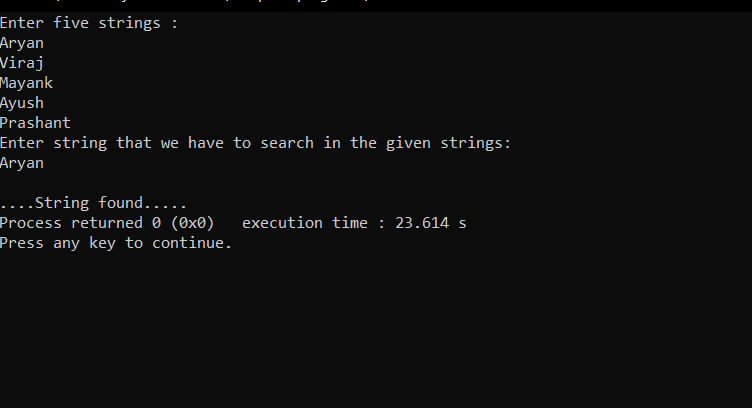 Enter five strings :
Aryan
Viraj
Mayank
Ayush
Prashant
Enter string that we have to search in the given strings:
Aryan
....String found.....
Process returned 0 (0x0)   execution time : 23.614 s
Press any key to continue.